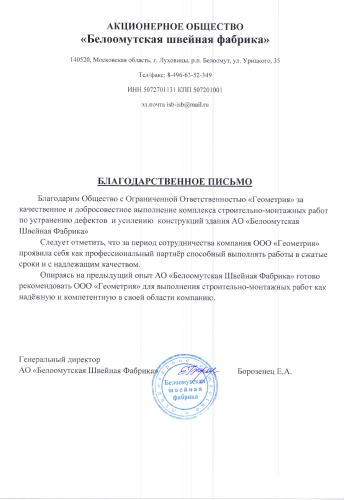 АКЦИОНЕРНОЕ ОБЩЕСТВО
«Белоомутская швейная фабрика»
140520, Московская область, г. Луховицы, р.п. Белоомут, ул. Урицкого, 35
Тел/факс: 8-496-63-52-349
ИНН 5072701131 КПП 507201001
эл.почта isb-isb@mail.ru
БЛАГОДАРСТВЕННОЕ ПИСЬМО
Благодарим Общество с Ограниченной Ответственностью «Геометрия» за
качественное и добросовестное выполнение комплекса строительно-монтажных работ
по устранению дефектов и усилению конструкций здания АО «Белоомутская
Швейная Фабрика»
Следует отметить, что за период сотрудничества компания ООО «Геометрия»
проявила себя как профессиональный партнёр способный выполнять работы в сжатые
сроки и с надлежащим качеством.
Опираясь на предыдущий опыт АО «Белоомутская Швейная Фабрика» готово
рекомендовать ООО «Геометрия» для выполнения строительно-монтажных работ как
надёжную и компетентную в своей области компанию.
Генеральный директор
АО «Белоомутская Швейная Фабрика» Борозенец Е.А.
Белоомутская
швейная
фабрика